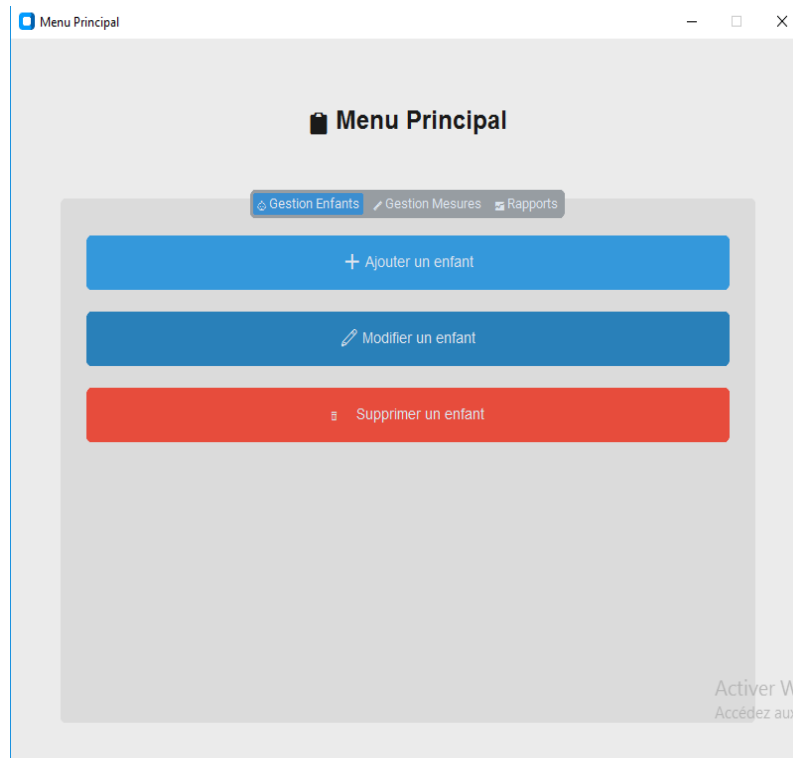 Menu Principal
Menu Principal
Gestion Enfants Gestion Mesures Rapports
Ajouter un enfant
Modifier un enfant
Supprimer un enfant
Activer W
Accédez aux